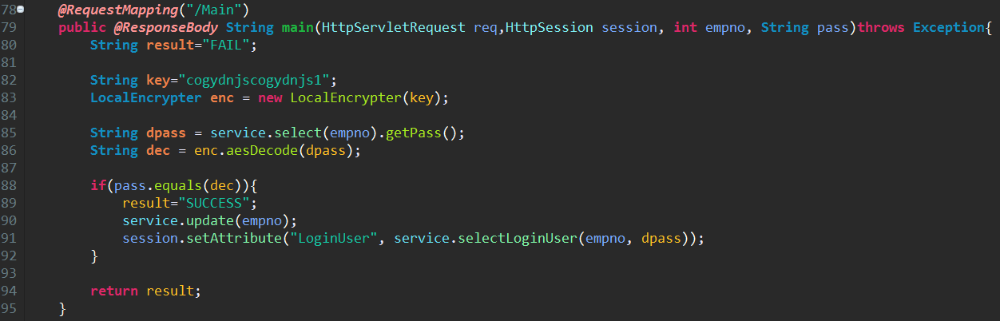 78 @RequestMapping("/Main")
79 public @ResponseBody String main(HttpServletRequest req,HttpSession session, int empno, String pass)throws Exception{
80 String result="FAIL";
81
82 String key="cogydnjscogydnjs1";
83 LocalEncrypter enc = new LocalEncrypter(key);
84
85 String dpass = service.select(empno).getPass();
86 String dec = enc.aesDecode(dpass);
87
88 if(pass.equals(dec)){
89 result="SUCCESS";
90 service.update(empno);
91 session.setAttribute("LoginUser", service.selectLoginUser(empno, dpass));
92 }
93
94 return result;
95 }